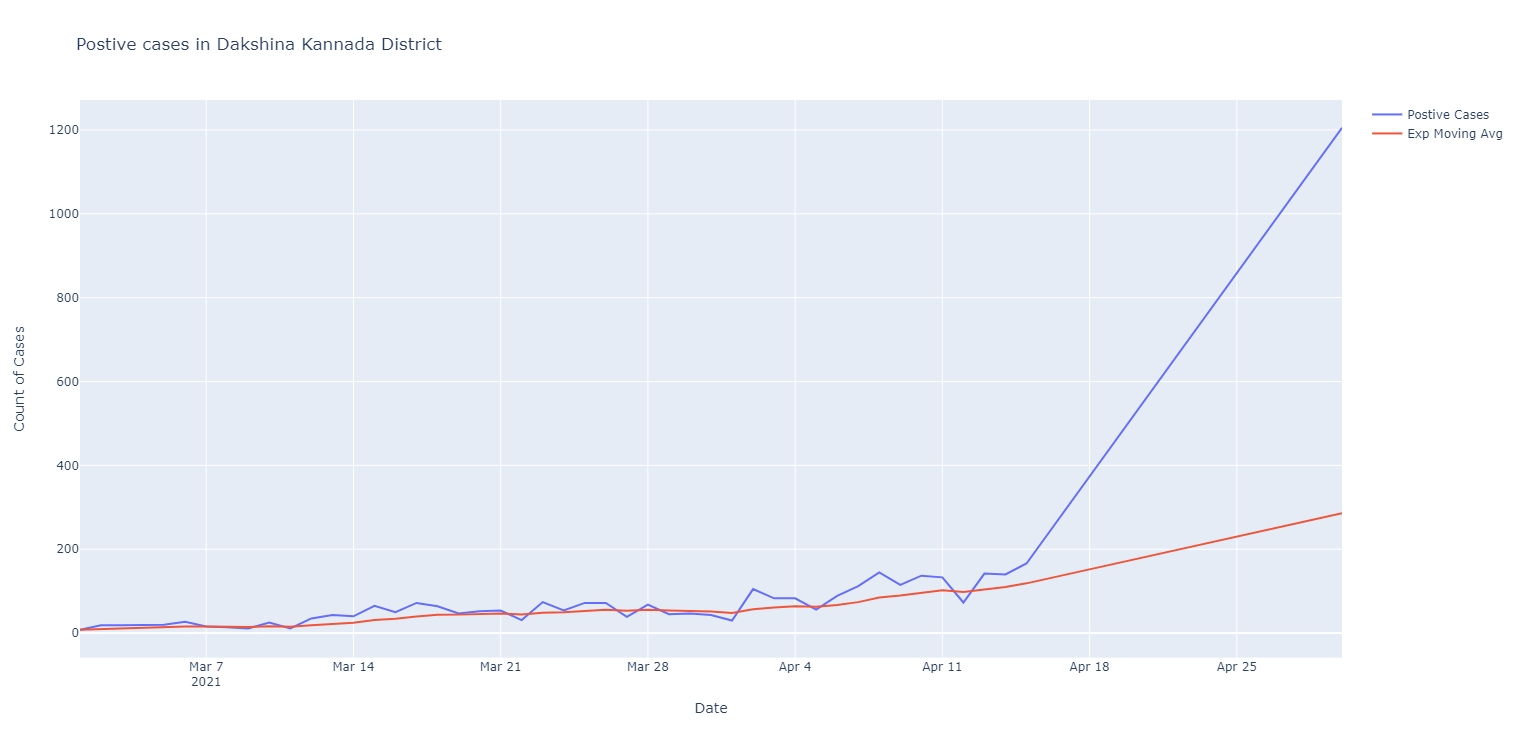 Postive cases in Dakshina Kannada District
Postive Cases
Exp Moving Avg
1200
1000
800
600
400
200
0
Count of Cases
Mar 7
2021
Mar 14
Mar 21
Mar 28
Apr 4
Apr 11
Apr 18
Apr 25
Date